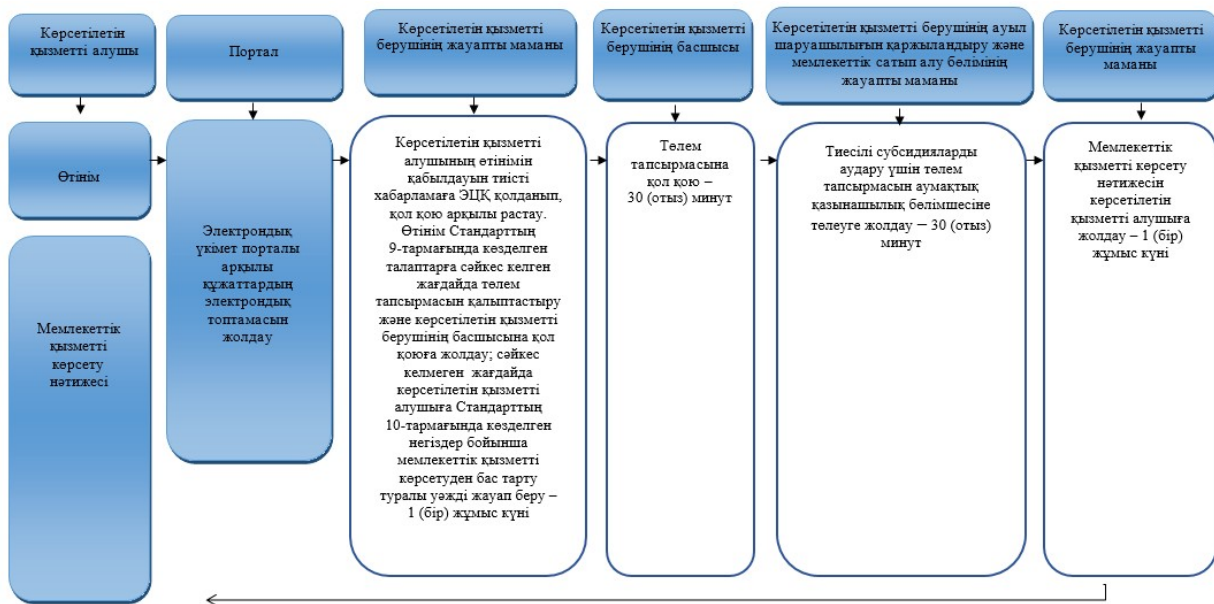 Көрсетілетін
қызметті алушы
Өтінім
Мемлекеттік
қызметті
көрсету
нәтижесі
Портал
Электрондық
үкімет порталы
арқылы
құжаттардың
электрондық
топтамасын
жолдау
Көрсетілетін қызметті
берушінің жауапты маманы
Көрсетілетін қызметті
алушының өтінімін
қабылдауын тиісті
хабарламаға ЭЦҚ қолданып,
қол қою арқылы растау.
Өтінім Стандарттың
9-тармағында көзделген
талаптарға сәйкес келген
жағдайда төлем
тапсырмасын қалыптастыру
және көрсетілетін қызметті
берушінің басшысына қол
қоюға жолдау; сәйкес
келмеген жағдайда
көрсетілетін қызметті
алушыға Стандарттың
10-тармағында көзделген
негіздер бойынша
мемлекеттік қызметті
көрсетуден бас тарту
туралы уәжді жауап беру –
1 (бір) жұмыс күні
Көрсетілетін қызметті
берушінің басшысы
Төлем
тапсырмасына
қол қою –
30 (отыз) минут
Көрсетілетін қызметті берушінің ауыл
шаруашылығын қаржыландыру және
мемлекеттік сатып алу бөлімінің
жауапты маманы
Тиесілі субсидияларды
аудару үшін төлем
тапсырмасын аумақтық
қазынашылық бөлімшесіне
төлеуге жолдау – 30 (отыз)
минут
Көрсетілетін қызметті
берушінің жауапты
маманы
Мемлекеттік
қызметті көрсету
нәтижесін
көрсетілетін
қызметті алушыға
жолдау – 1 (бір)
жұмыс күні